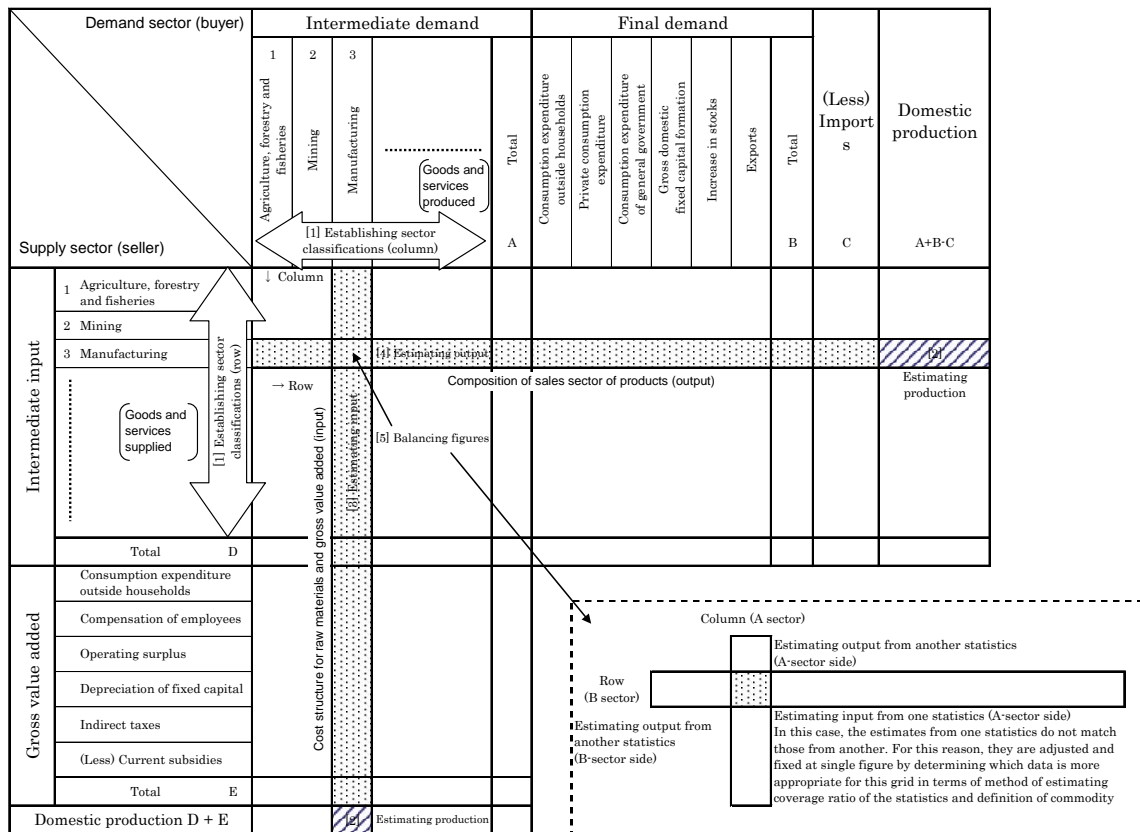 Demand sector (buyer)
Supply sector (seller)
Intermediate demand
Final demand
1
2
3
Agriculture, forestry and
fisheries
Mining
Manufacturing
Goods and
services
produced
Total
A
Consumption expenditure
outside households
Private consumption
expenditure
Consumption expenditure
of general government
Gross domestic
fixed capital formation
Increase in stocks
Exports
Total
B
(Less)
Import
s
C
Domestic
production
A+B-C
[1] Establishing sector
classifications (column)
↓ Column
Intermediate input
1 Agriculture, forestry
and fisheries
2 Mining
3 Manufacturing
Goods and
services
supplied
[1] Establishing sector
classifications (row)
Total D
[4] Estimating output
[2]
Estimating
production
→ Row
Composition of sales sector of products (output)
Cost structure for raw materials and gross value added (input)
[3] Estimating input
[5] Balancing figures
Gross value added
Consumption expenditure
outside households
Compensation of employees
Operating surplus
Depreciation of fixed capital
Indirect taxes
(Less) Current subsidies
Total E
Domestic production D + E
[2]
Estimating production
Column (A sector)
Estimating output from another statistics
(A-sector side)
Row
(B sector)
Estimating output from
another statistics
(B-sector side)
Estimating input from one statistics (A-sector side)
In this case, the estimates from one statistics do not match
those from another. For this reason, they are adjusted and
fixed at single figure by determining which data is more
appropriate for this grid in terms of method of estimating
coverage ratio of the statistics and definition of commodity